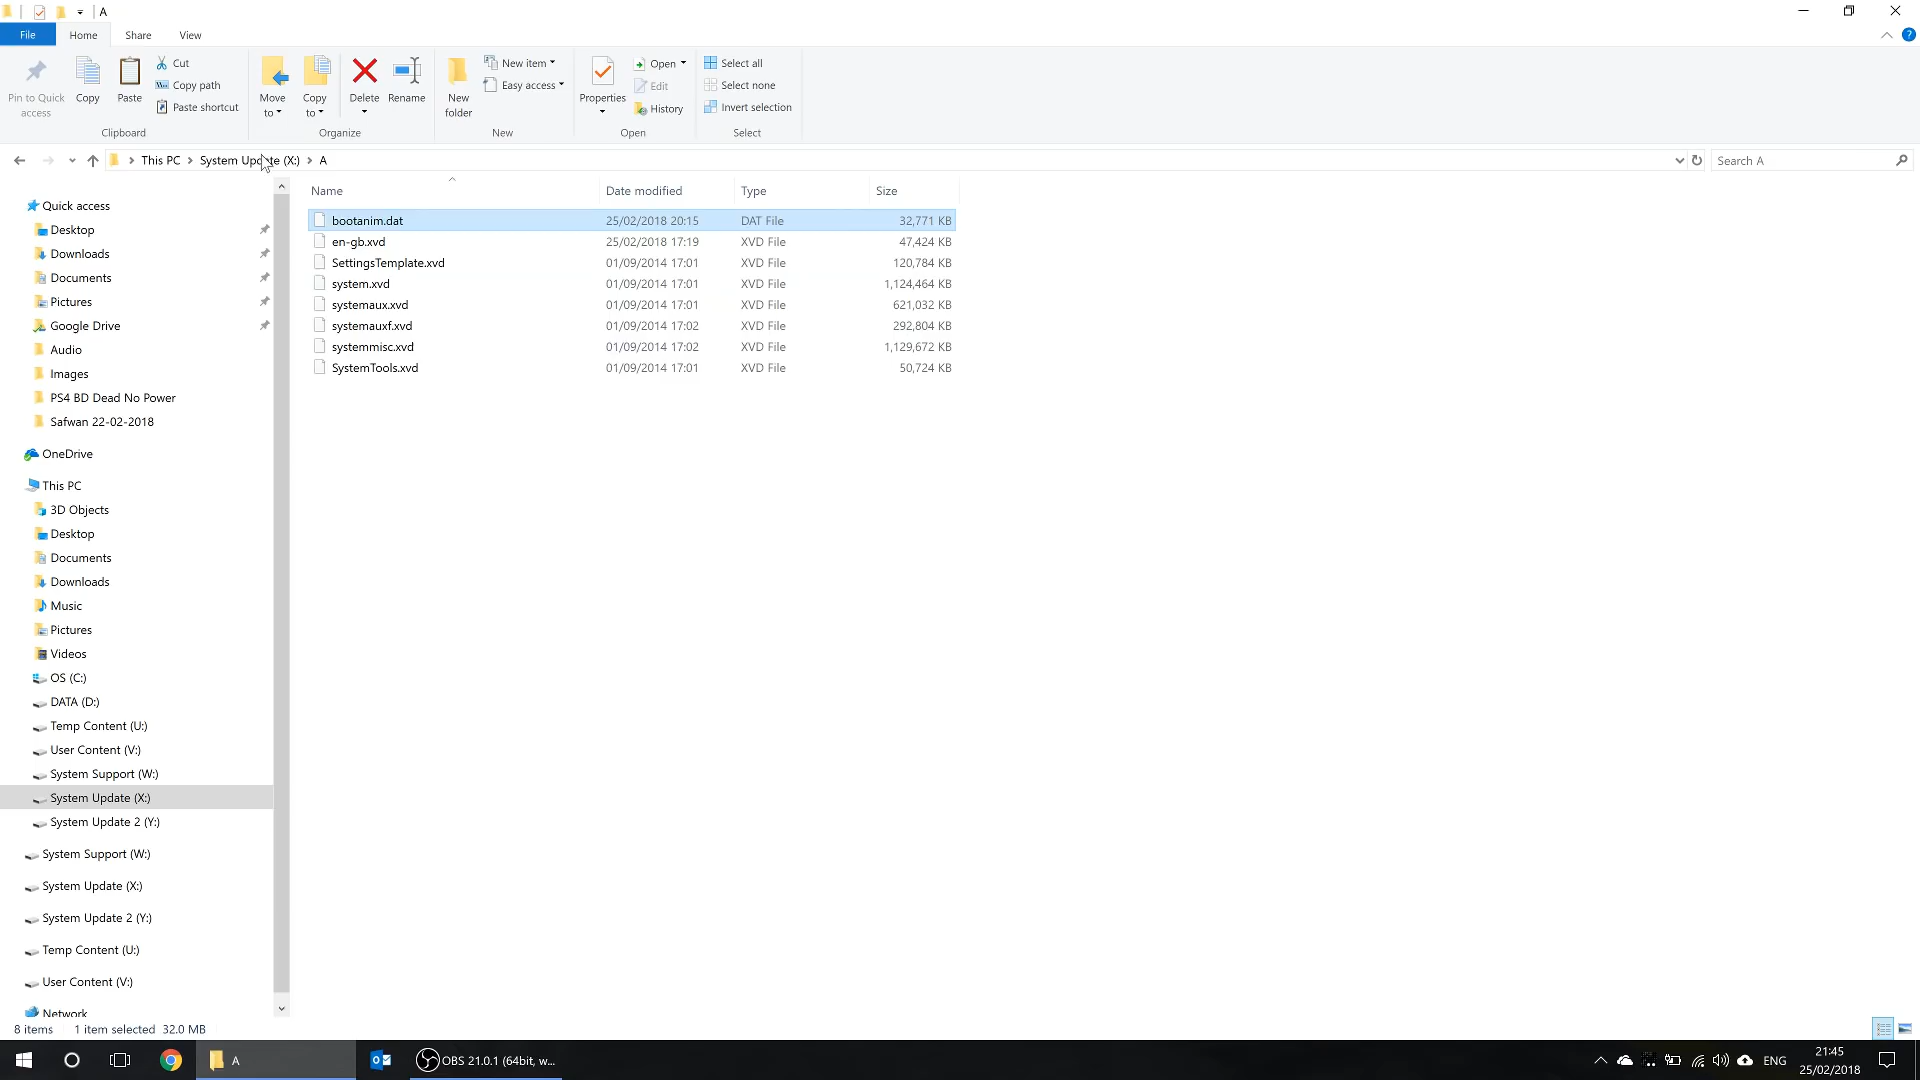 A
File Home Share View
Pin to Quick access
Copy
Paste
Cut
Copy path
Paste shortcut
Clipboard
Move to
Copy to
Delete
Rename
Organize
New folder
New item
Easy access
New
Properties
Open
Edit
History
Open
Select all
Select none
Invert selection
Select
This PC > System Update (X:) > A
Search A
Name Date modified Type Size
bootanim.dat 25/02/2018 20:15 DAT File 32,771 KB
en-gb.xvd 25/02/2018 17:19 XVD File 47,424 KB
SettingsTemplate.xvd 01/09/2014 17:01 XVD File 120,784 KB
system.xvd 01/09/2014 17:01 XVD File 1,124,464 KB
systemaux.xvd 01/09/2014 17:01 XVD File 621,032 KB
systemauxf.xvd 01/09/2014 17:02 XVD File 292,804 KB
systemmisc.xvd 01/09/2014 17:02 XVD File 1,129,672 KB
SystemTools.xvd 01/09/2014 17:01 XVD File 50,724 KB
Quick access
Desktop
Downloads
Documents
Pictures
Google Drive
Audio
Images
PS4 BD Dead No Power
Safwan 22-02-2018
OneDrive
This PC
3D Objects
Desktop
Documents
Downloads
Music
Pictures
Videos
OS (C:)
DATA (D:)
Temp Content (U:)
User Content (V:)
System Support (W:)
System Update (X:)
System Update 2 (Y:)
System Support (W:)
System Update (X:)
System Update 2 (Y:)
Temp Content (U:)
User Content (V:)
Network
8 items 1 item selected 32.0 MB
A
OBS 21.0.1 (64bit, w...
ENG
21:45
25/02/2018